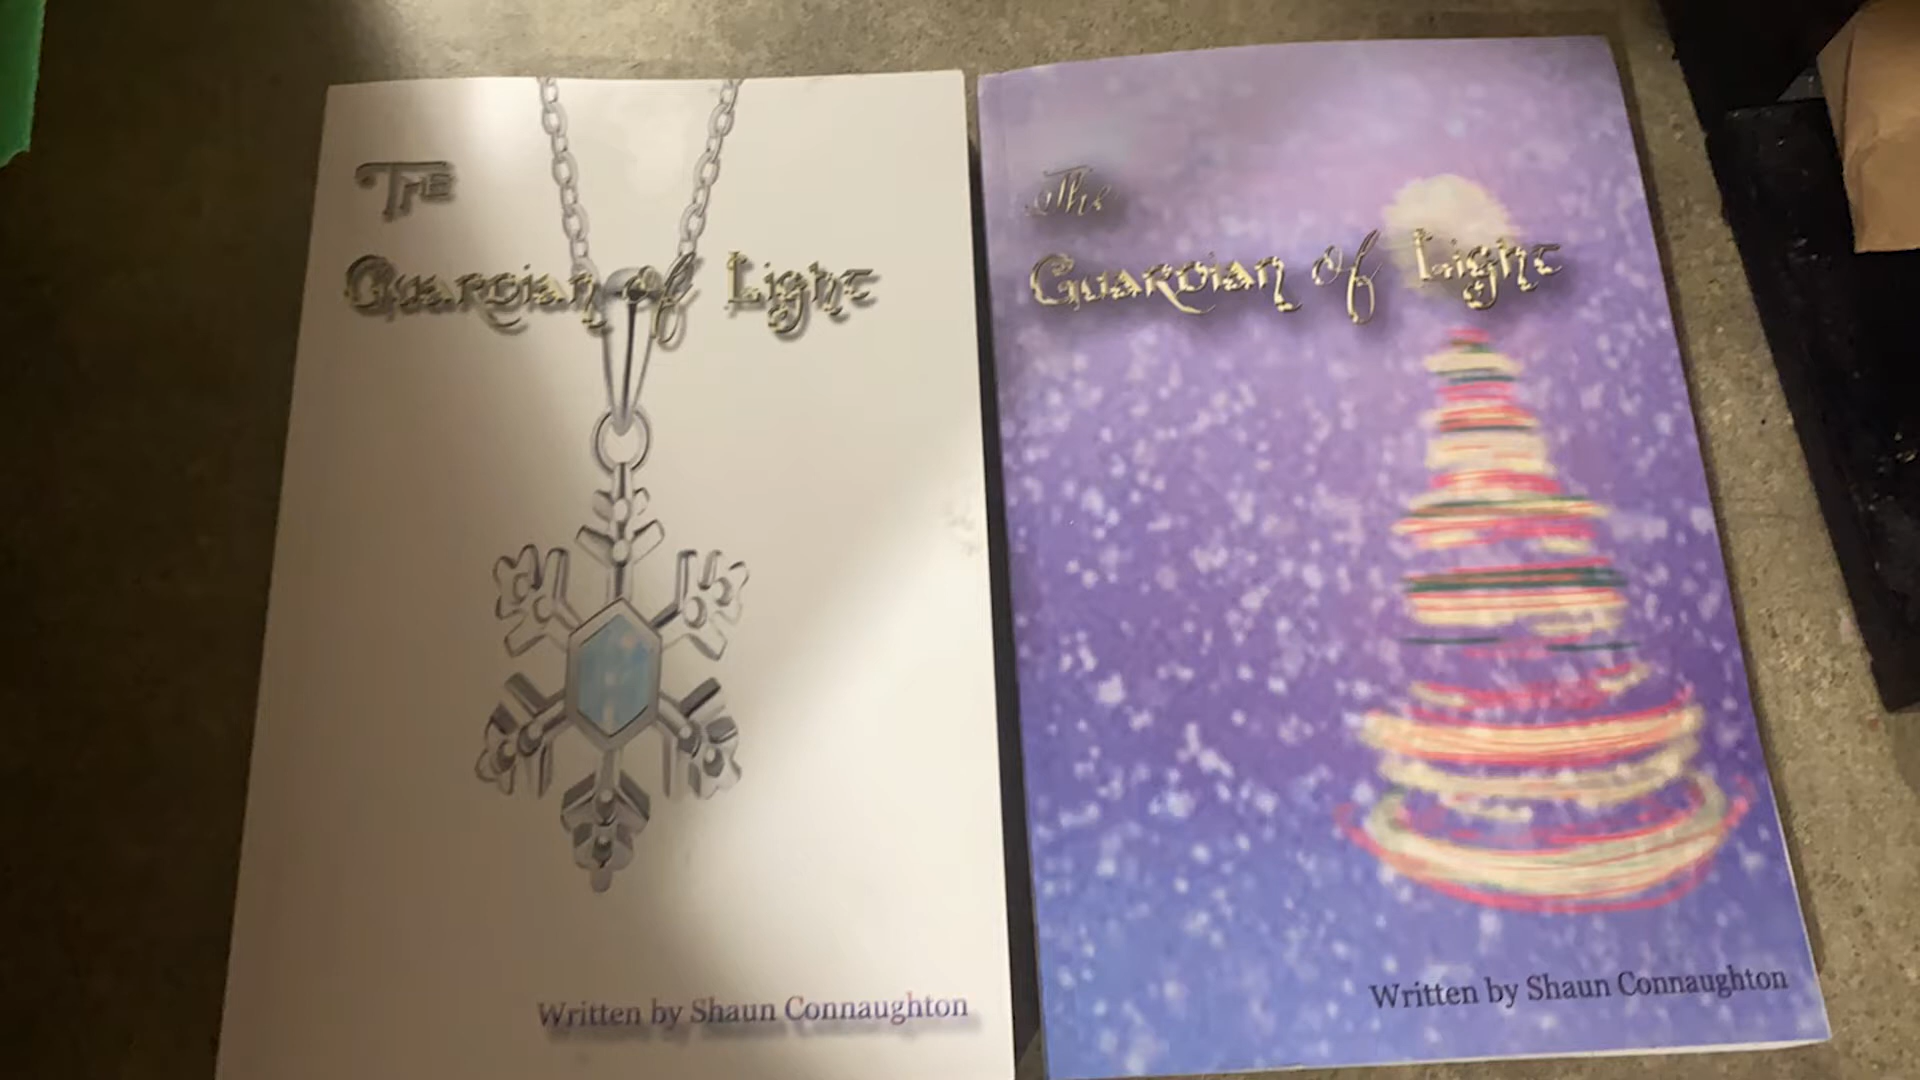 The
Guardian of Light
Written by Shaun Connaughton
The
Guardian of Light
Written by Shaun Connaughton